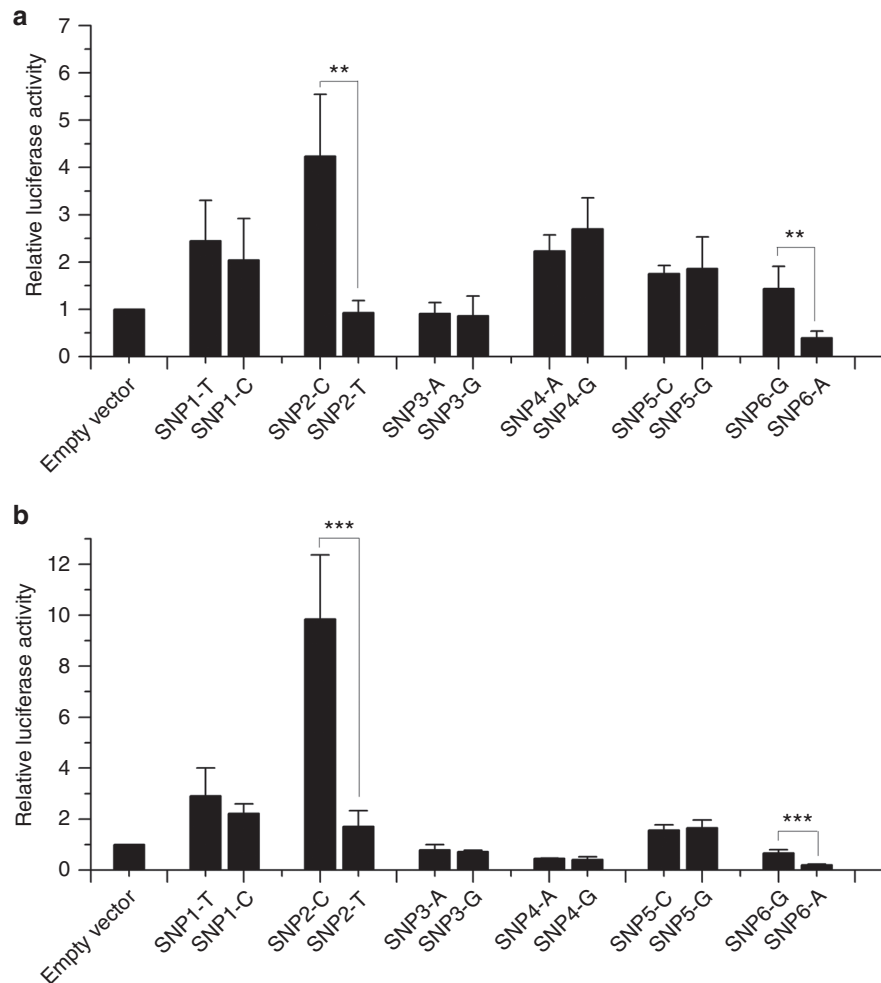 a
Relative luciferase activity
7
6
5
4
3
2
1
0
**
**
Empty vector
SNP1-T
SNP1-C
SNP2-C
SNP2-T
SNP3-A
SNP3-G
SNP4-A
SNP4-G
SNP5-C
SNP5-G
SNP6-G
SNP6-A
b
Relative luciferase activity
12
10
8
6
4
2
0
***
***
Empty vector
SNP1-T
SNP1-C
SNP2-C
SNP2-T
SNP3-A
SNP3-G
SNP4-A
SNP4-G
SNP5-C
SNP5-G
SNP6-G
SNP6-A